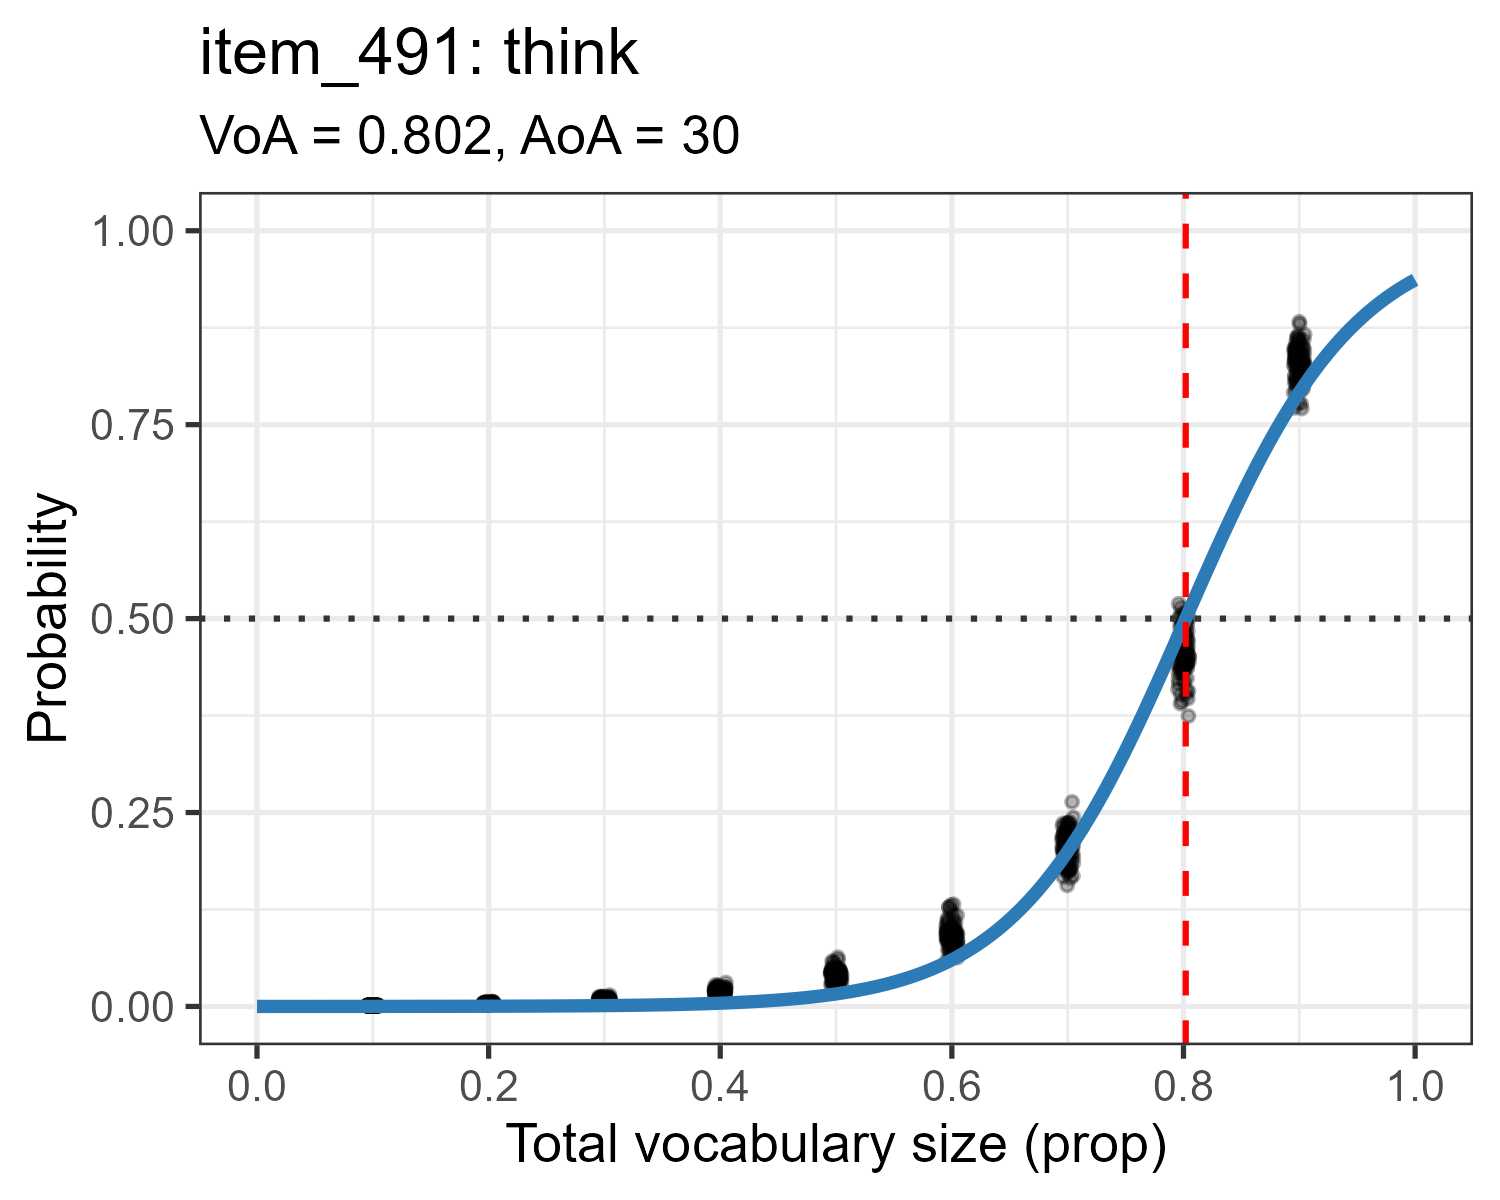 item_491: think
VoA = 0.802, AoA = 30
1.00
0.75
0.50
0.25
0.00
Probability
0.0 0.2 0.4 0.6 0.8 1.0
Total vocabulary size (prop)